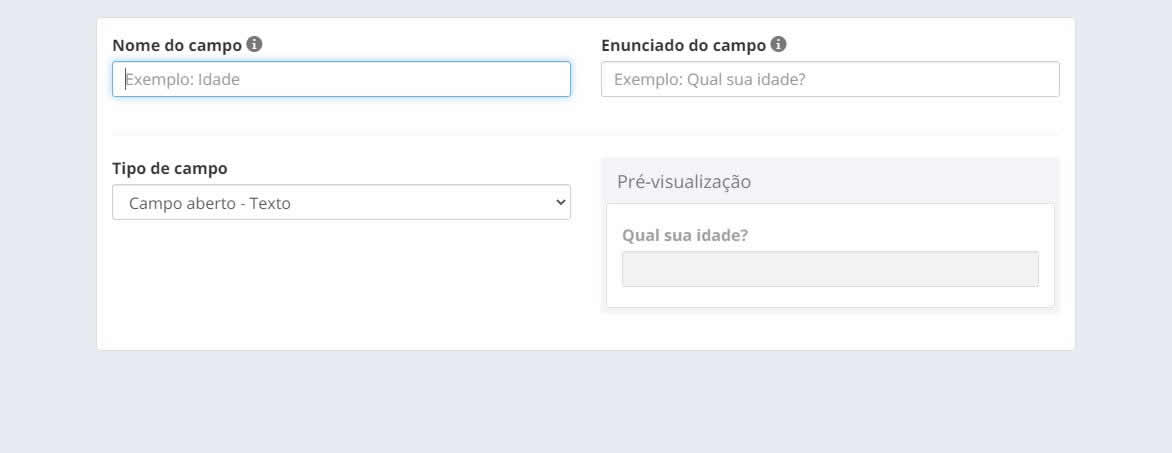 Nome do campo
Enunciado do campo
Exemplo: Idade
Exemplo: Qual sua idade?
Tipo de campo
Campo aberto - Texto
Pré-visualização
Qual sua idade?